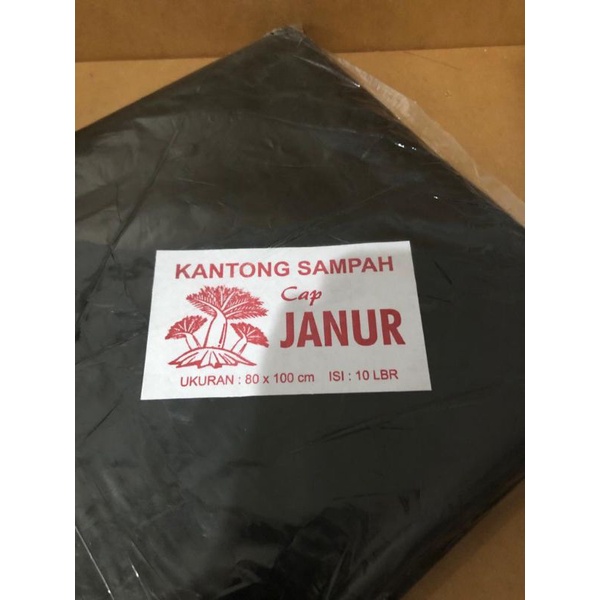 KANTONG SAMPAH
Cap
JANUR
UKURAN : 80 x 100 cm ISI : 10 LBR